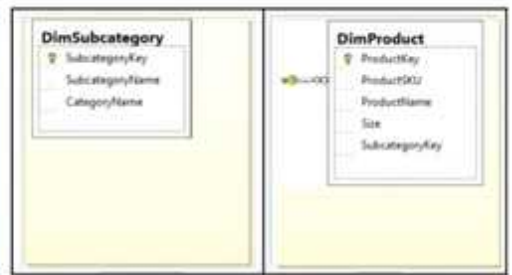 DimSubcategory
SubcategoryKey
SubcategoryName
CategoryName
DimProduct
ProductKey
ProductSKU
ProductName
Size
SubcategoryKey